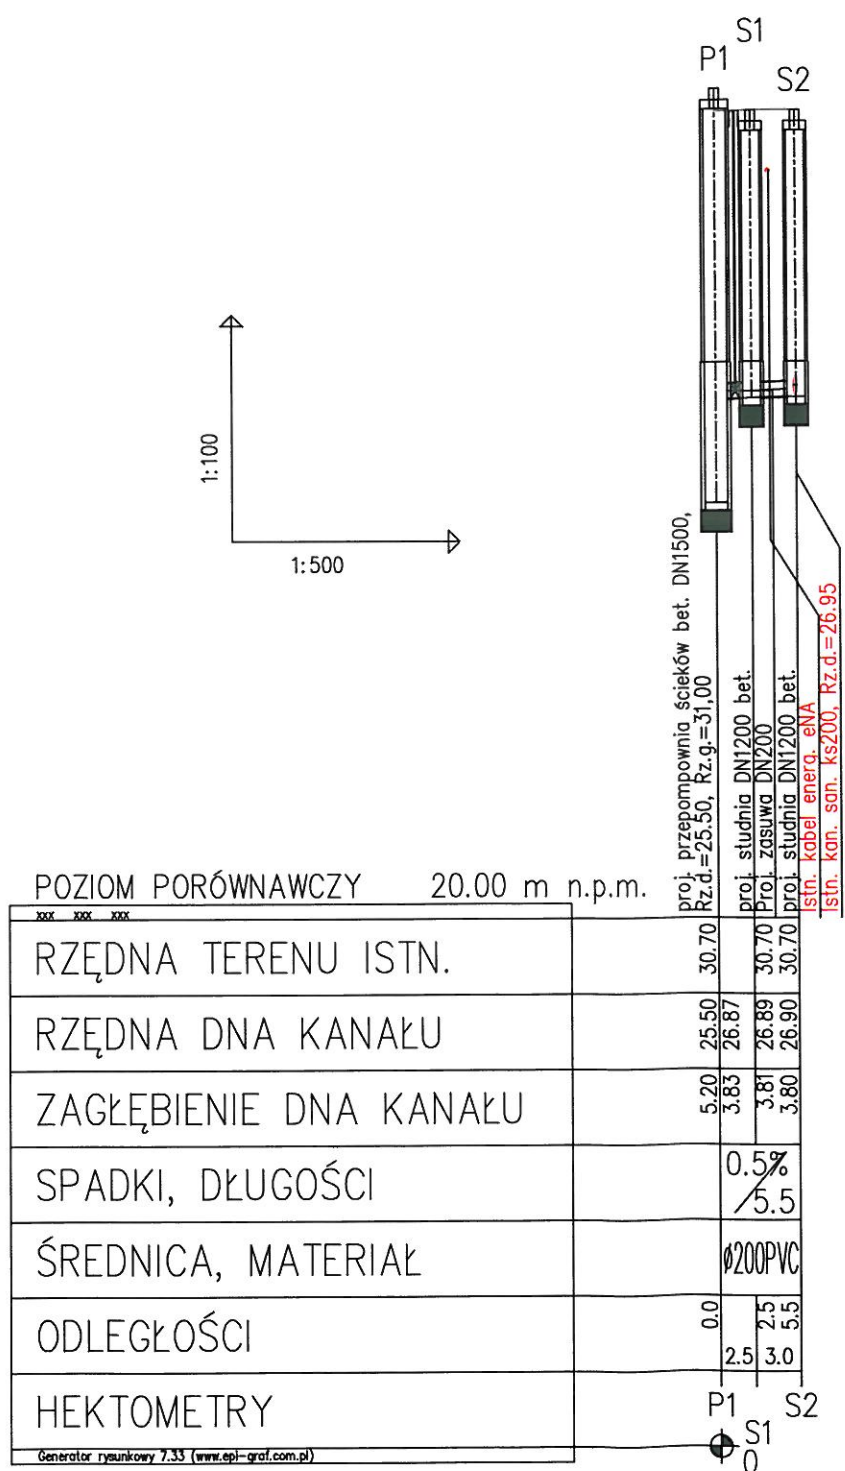 S1
P1
S2
1:100
1:500
proj. przepompownia ścieków bet. DN1500,
Rz.d.=25.50, Rz.g.=31,00
proj. studnia DN1200 bet.
Proj. zasuwa DN200
proj. studnia DN1200 bet.
Istn. kabel energ. eNA
Istn. kan. san. ks200, Rz.d.=26.95
POZIOM PORÓWNAWCZY 20.00 m n.p.m.
xxx xxx xxx
RZĘDNA TERENU ISTN. 30.70 30.70 30.70
RZĘDNA DNA KANAŁU 25.50 26.87 26.89 26.90
ZAGŁĘBIENIE DNA KANAŁU 5.20 3.83 3.81 3.80
SPADKI, DŁUGOŚCI 0.5% 5.5
ŚREDNICA, MATERIAŁ ø200PVC
ODLEGŁOŚCI 0.0 2.5 5.5
2.5 3.0
HEKTOMETRY
P1 S2
S1
0
Generator rysunkowy 7.33 (www.epi-graf.com.pl)